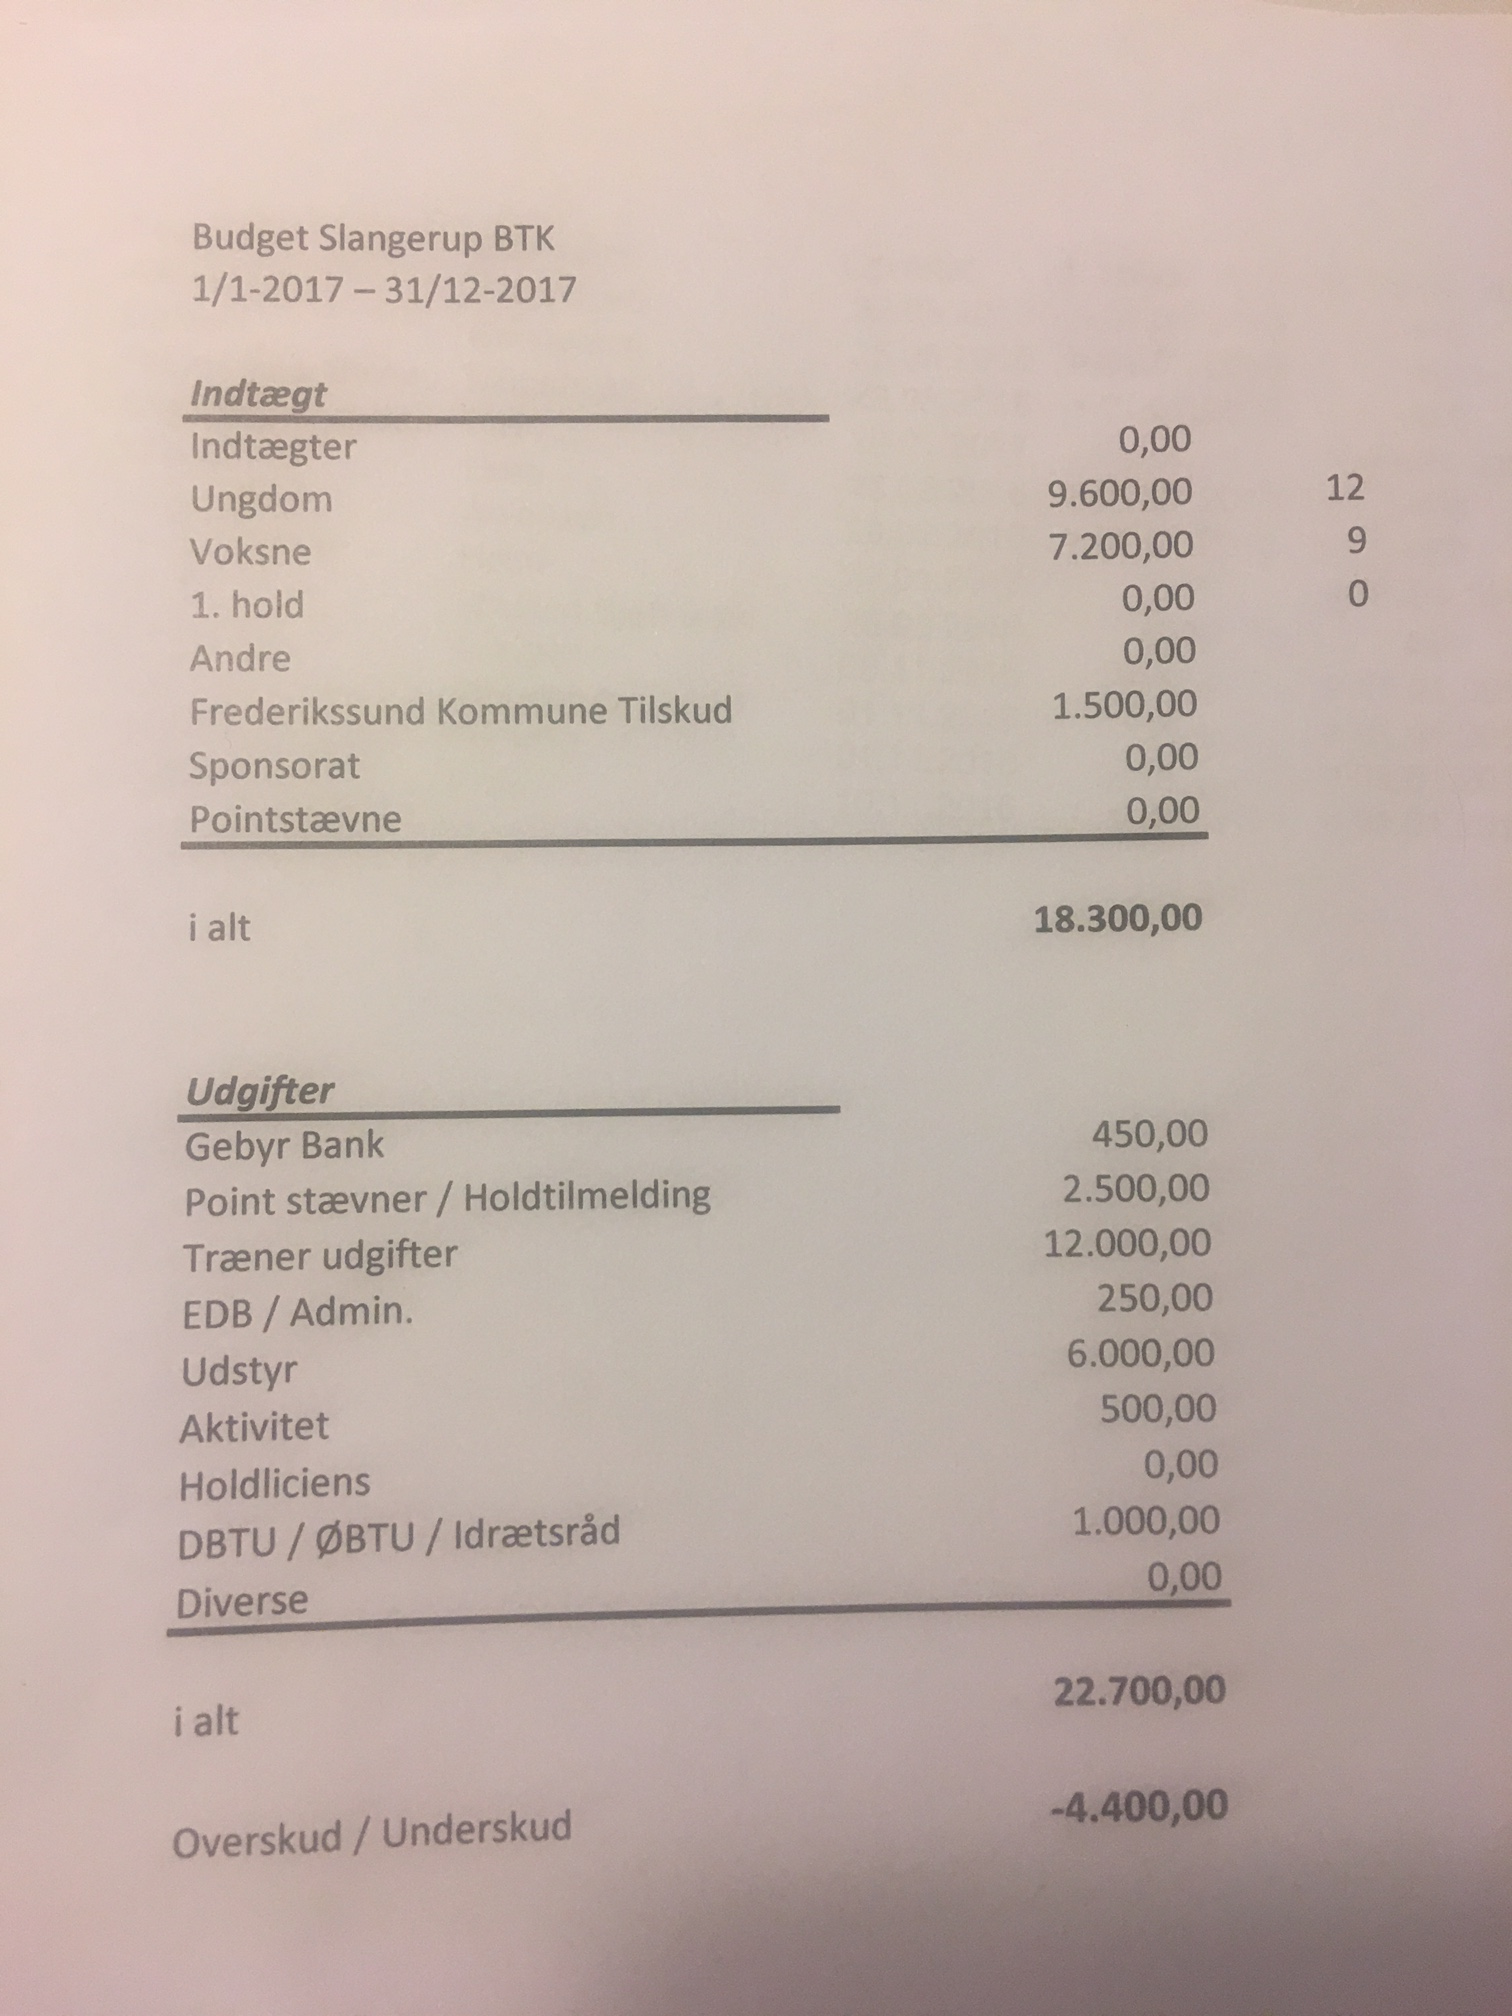 Budget Slangerup BTK
1/1-2017 – 31/12-2017
Indtægt
Indtægter 0,00
Ungdom 9.600,00 12
Voksne 7.200,00 9
1. hold 0,00 0
Andre 0,00
Frederikssund Kommune Tilskud 1.500,00
Sponsorat 0,00
Pointstævne 0,00
i alt 18.300,00
Udgifter
Gebyr Bank 450,00
Point stævner / Holdtilmelding 2.500,00
Træner udgifter 12.000,00
EDB / Admin. 250,00
Udstyr 6.000,00
Aktivitet 500,00
Holdliciens 0,00
DBTU / ØBTU / Idrætsråd 1.000,00
Diverse 0,00
i alt 22.700,00
Overskud / Underskud -4.400,00